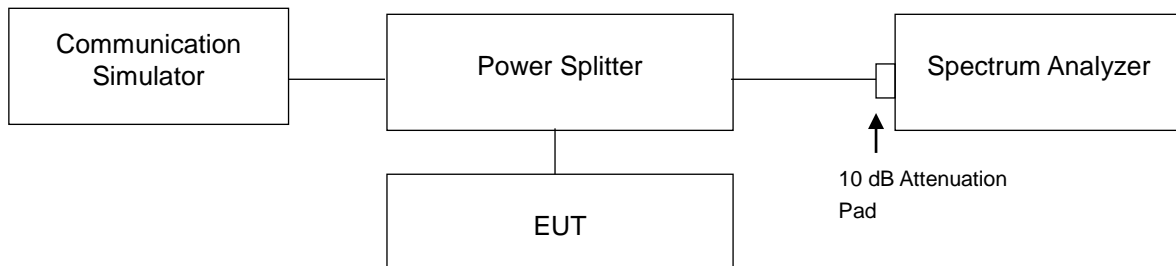 Communication
Simulator
Power Splitter
Spectrum Analyzer
10 dB Attenuation
Pad
EUT